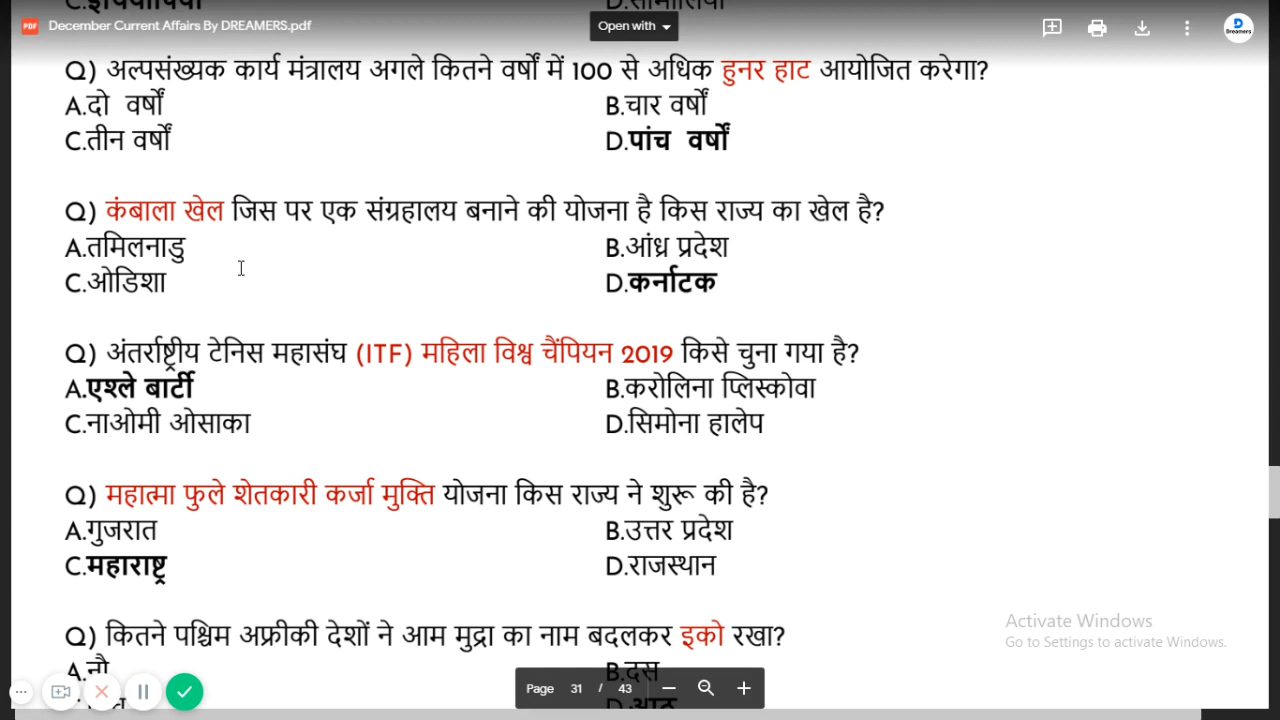 December Current Affairs By DREAMERS.pdf
Open with
Dreamers
Q) अल्पसंख्यक कार्य मंत्रालय अगले कितने वर्षों में 100 से अधिक हुनर हाट आयोजित करेगा?
A.दो वर्षों B.चार वर्षों
C.तीन वर्षों D.पांच वर्षों
Q) कंबाला खेल जिस पर एक संग्रहालय बनाने की योजना है किस राज्य का खेल है?
A.तमिलनाडु B.आंध्र प्रदेश
C.ओडिशा D.कर्नाटक
Q) अंतर्राष्ट्रीय टेनिस महासंघ (ITF) महिला विश्व चैंपियन 2019 किसे चुना गया है?
A.एश्ले बार्टी B.करोलिना प्लिस्कोवा
C.नाओमी ओसाका D.सिमोना हालेप
Q) महात्मा फुले शेतकारी कर्जा मुक्ति योजना किस राज्य ने शुरू की है?
A.गुजरात B.उत्तर प्रदेश
C.महाराष्ट्र D.राजस्थान
Activate Windows
Go to Settings to activate Windows.
Q) कितने पश्चिम अफ्रीकी देशों ने आम मुद्रा का नाम बदलकर इको रखा?
A.नौ B.दस
Page 31 / 43